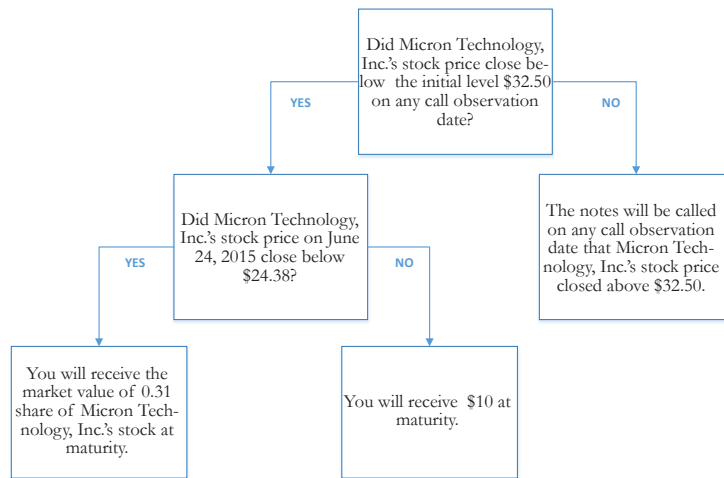 Did Micron Technology,
Inc.'s stock price close be-
low the initial level $32.50
on any call observation
date?
YES
NO
Did Micron Technology,
Inc.'s stock price on June
24, 2015 close below
$24.38?
The notes will be called
on any call observation
date that Micron Tech-
nology, Inc.'s stock price
closed above $32.50.
YES
NO
You will receive the
market value of 0.31
share of Micron Tech-
nology, Inc.'s stock at
maturity.
You will receive $10 at
maturity.